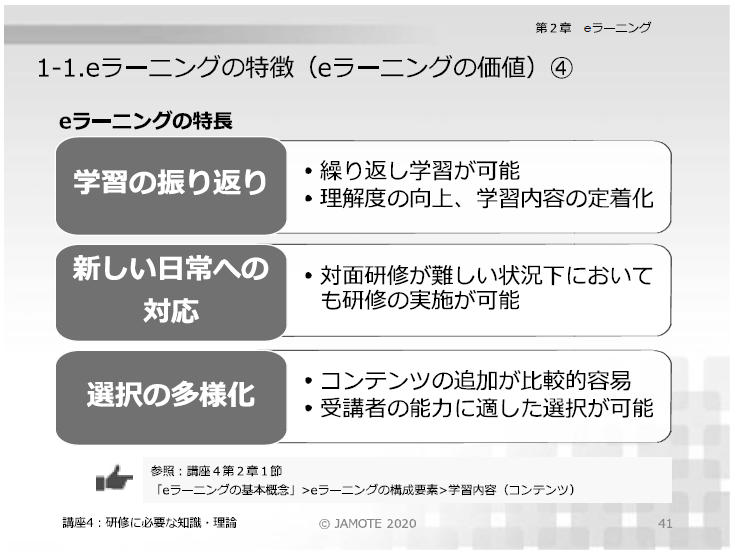 第２章　eラーニング
1-1.eラーニングの特徴（eラーニングの価値）④
eラーニングの特長
学習の振り返り
• 繰り返し学習が可能
• 理解度の向上、学習内容の定着化
新しい日常への
対応
• 対面研修が難しい状況下において
も研修の実施が可能
選択の多様化
• コンテンツの追加が比較的容易
• 受講者の能力に適した選択が可能
参照：講座４第２章１節
「eラーニングの基本概念」>eラーニングの構成要素>学習内容（コンテンツ）
講座4：研修に必要な知識・理論
© JAMOTE 2020
41